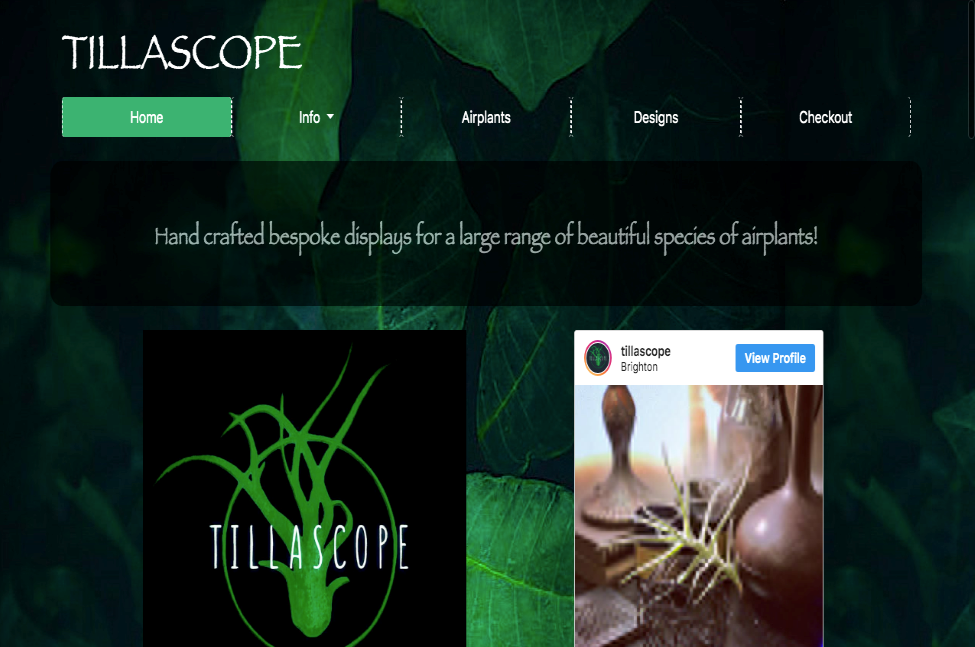 TILLASCOPE
Home Info Airplants Designs Checkout
Hand crafted bespoke displays for a large range of beautiful species of airplants!
tillascope
Brighton
View Profile
TILLASCOPE